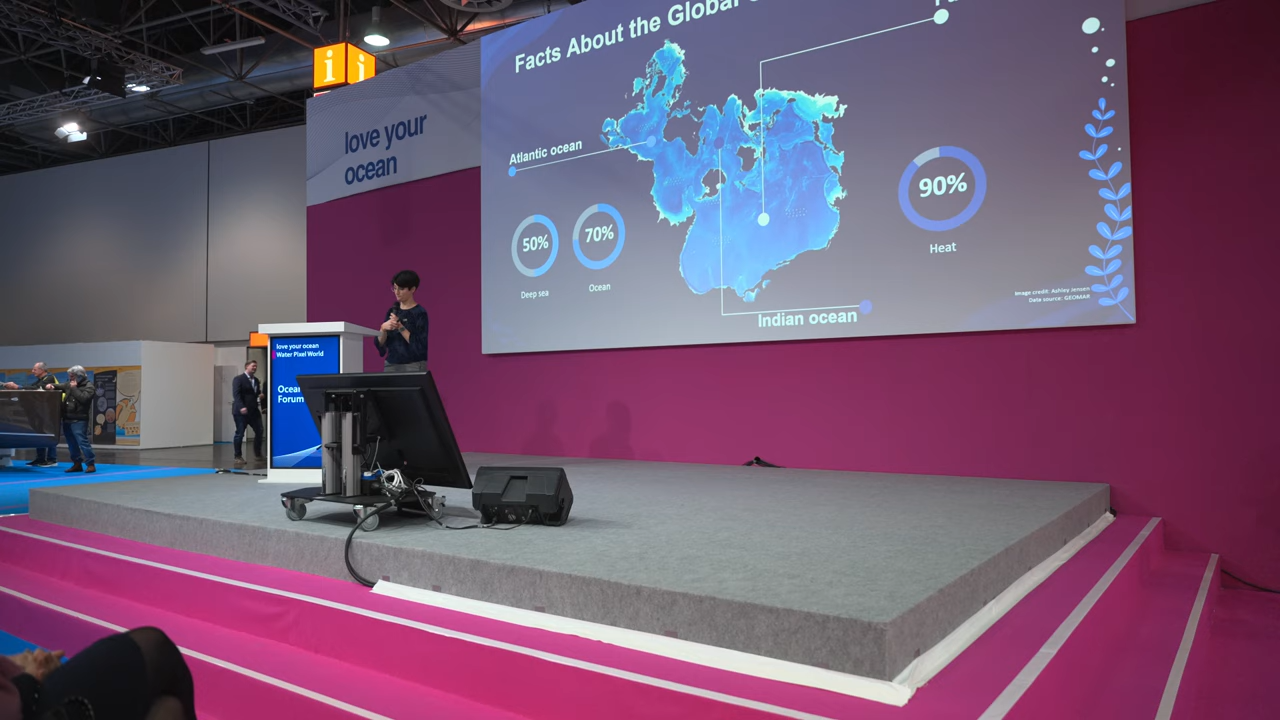 i i
love your
ocean
Facts About the Global
Atlantic ocean
50%
Deep sea
70%
Ocean
90%
Heat
Indian ocean
Image credit: Ashley Jensen
Data source: GEOMAR
love your ocean
Water Pixel World
Ocean
Forum